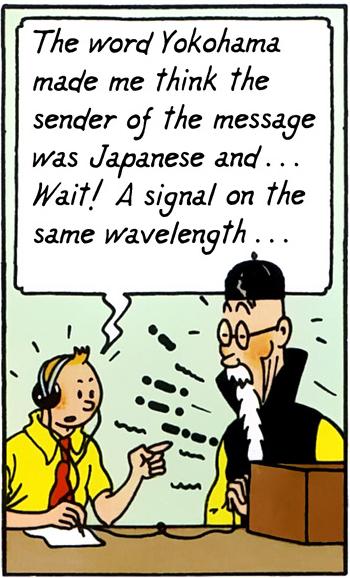 The word Yokohama
made me think the
sender of the message
was Japanese and...
Wait! A signal on the
same wavelength...